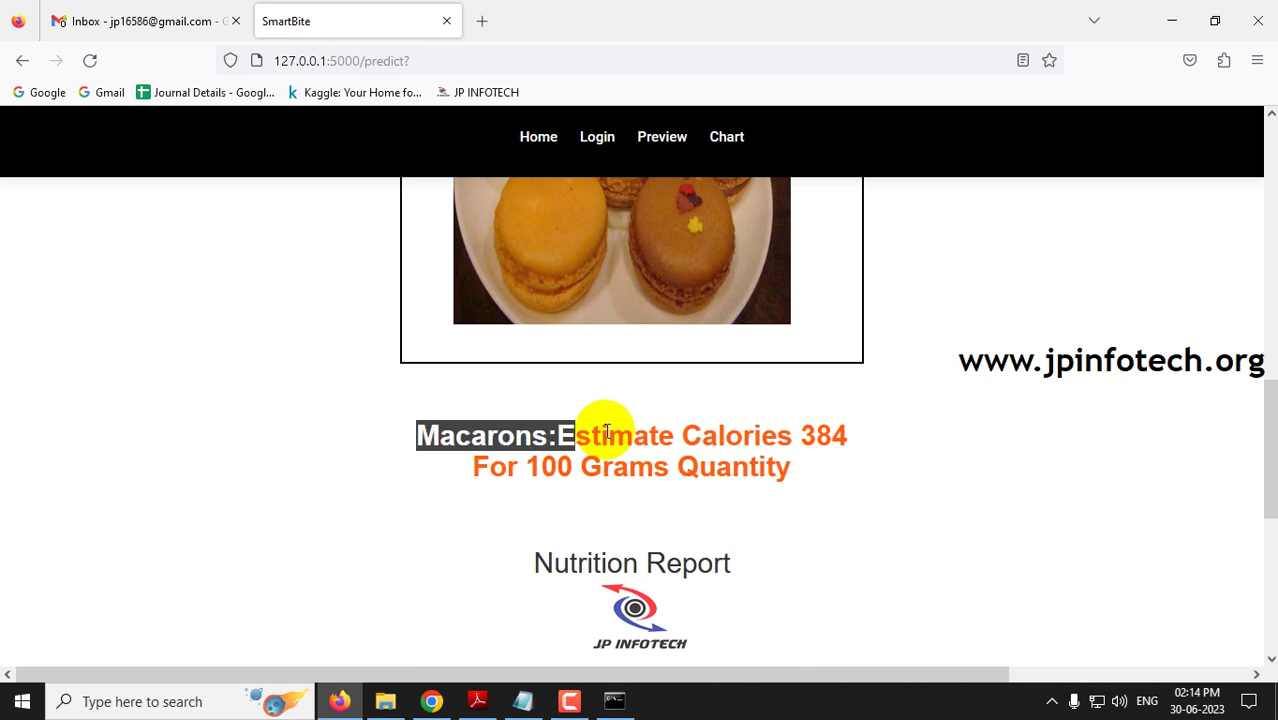 Inbox - jp16586@gmail.com - G
SmartBite
127.0.0.1:5000/predict?
Google
Gmail
Journal Details - Googl...
Kaggle: Your Home fo...
JP INFOTECH
Home
Login
Preview
Chart
www.jpinfotech.org
Macarons:Estimate Calories 384
For 100 Grams Quantity
Nutrition Report
JP INFOTECH
Type here to search
ENG
02:14 PM
30-06-2023